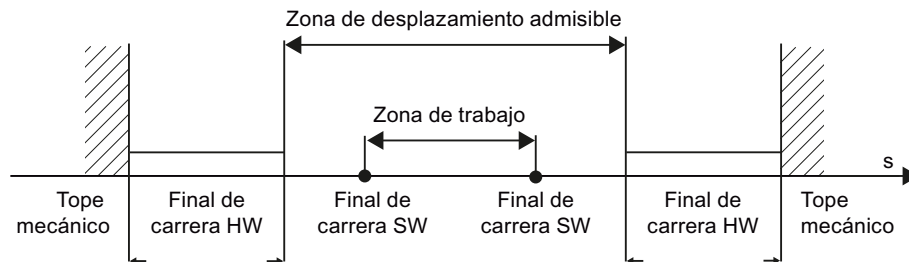 Zona de desplazamiento admisible
Zona de trabajo
s
Tope
mecánico
Final de
carrera HW
Final de
carrera SW
Final de
carrera SW
Final de
carrera HW
Tope
mecánico